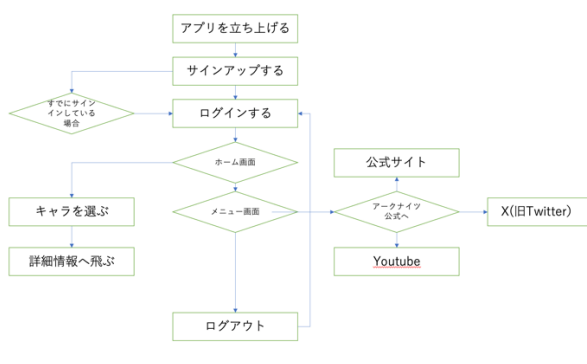 アプリを立ち上げる
サインアップする
すでにサイン
インしている
場合
ログインする
ホーム画面
公式サイト
キャラを選ぶ
メニュー画面
アークナイツ
公式へ
X(旧Twitter)
詳細情報へ飛ぶ
Youtube
ログアウト